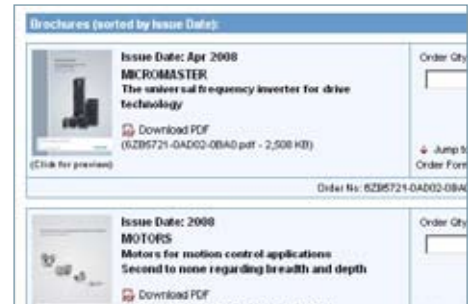 Brochures (sorted by Issue Date):
Issue Date: Apr 2008
Order Qty
MICROMASTER
The universal frequency inverter for drive
technology
Download PDF
(6ZB5721-0AD02-0BA0.pdf - 2,508 KB)
Jump to
(Click for preview)
Order Form
Order No: 6ZB5721-0AD02-0BA0
Issue Date: 2008
Order Qty
MOTORS
Motors for motion control applications
Second to none regarding breadth and depth
Download PDF